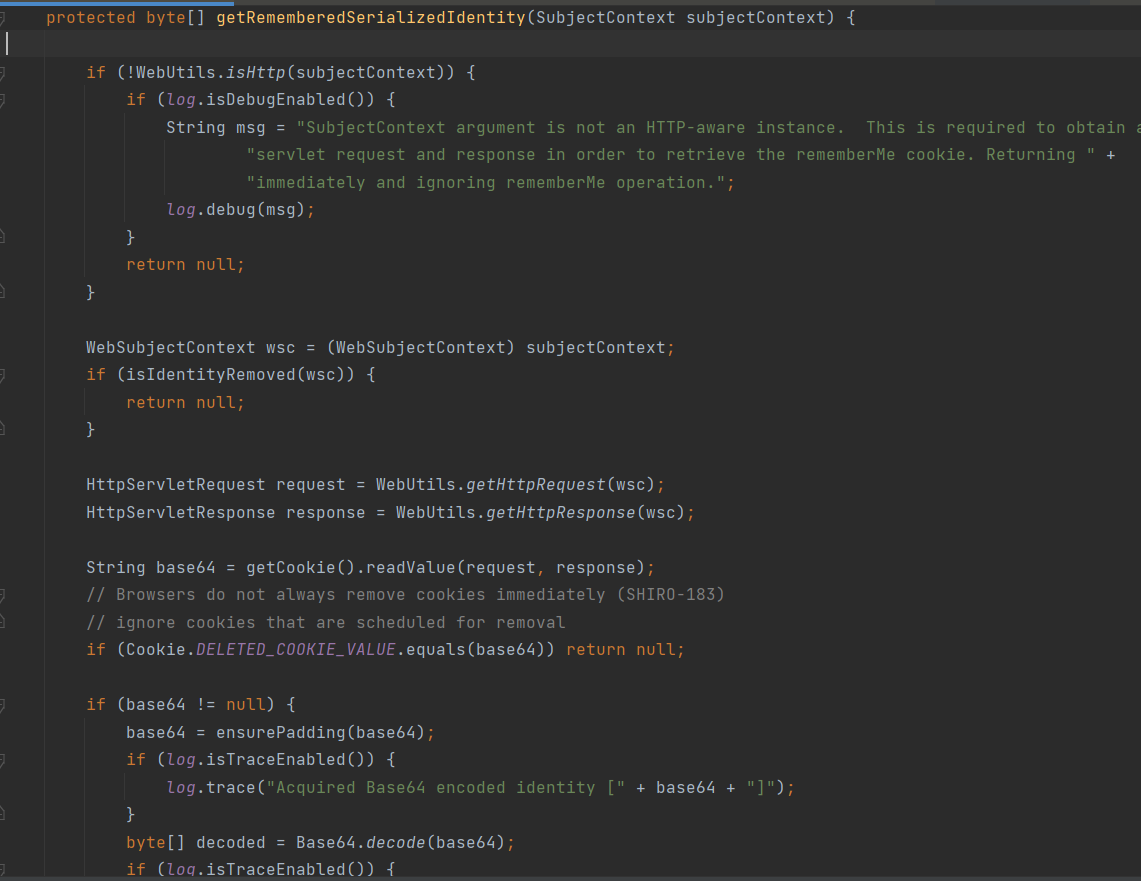 protected byte[] getRememberedSerializedIdentity(SubjectContext subjectContext) {
if (!WebUtils.isHttp(subjectContext)) {
if (log.isDebugEnabled()) {
String msg = "SubjectContext argument is not an HTTP-aware instance.  This is required to obtain a
"servlet request and response in order to retrieve the rememberMe cookie. Returning " +
"immediately and ignoring rememberMe operation.";
log.debug(msg);
}
return null;
}
WebSubjectContext wsc = (WebSubjectContext) subjectContext;
if (isIdentityRemoved(wsc)) {
return null;
}
HttpServletRequest request = WebUtils.getHttpRequest(wsc);
HttpServletResponse response = WebUtils.getHttpResponse(wsc);
String base64 = getCookie().readValue(request, response);
// Browsers do not always remove cookies immediately (SHIRO-183)
// ignore cookies that are scheduled for removal
if (Cookie.DELETED_COOKIE_VALUE.equals(base64)) return null;
if (base64 != null) {
base64 = ensurePadding(base64);
if (log.isTraceEnabled()) {
log.trace("Acquired Base64 encoded identity [" + base64 + "]");
}
byte[] decoded = Base64.decode(base64);
if (log.isTraceEnabled()) {